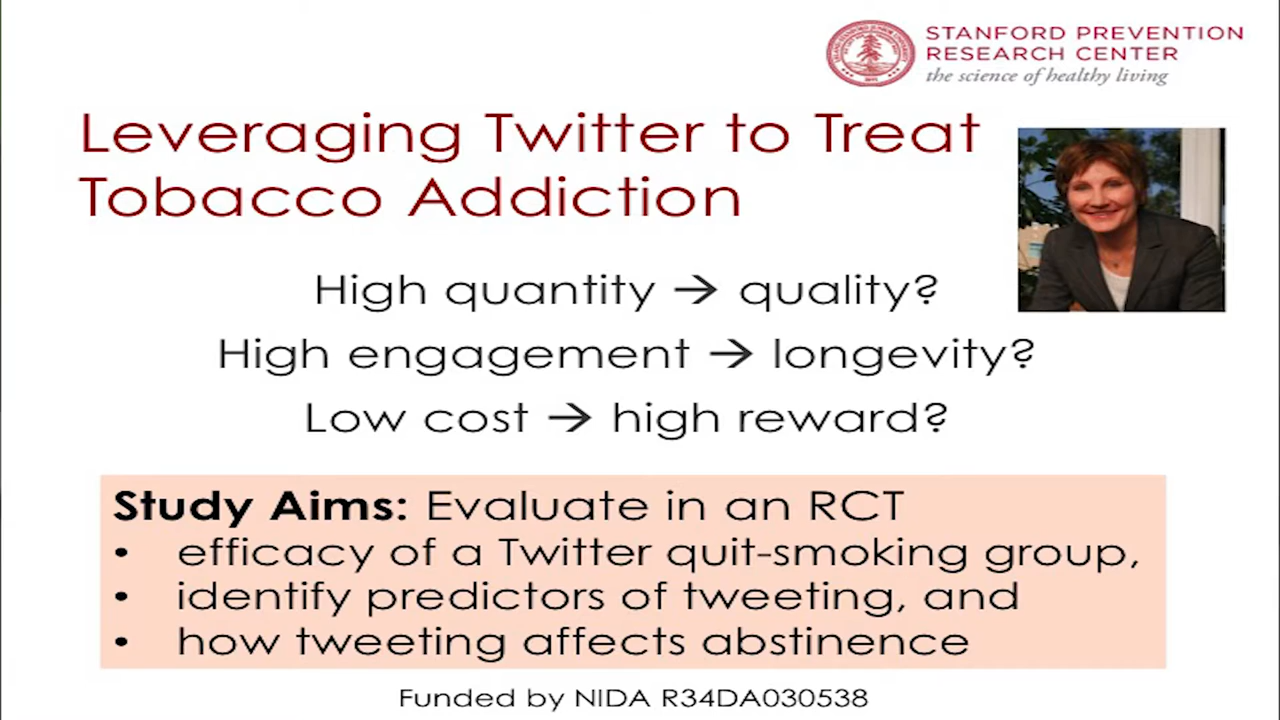 STANFORD PREVENTION
RESEARCH CENTER
the science of healthy living
Leveraging Twitter to Treat
Tobacco Addiction
High quantity → quality?
High engagement → longevity?
Low cost → high reward?
Study Aims: Evaluate in an RCT
• efficacy of a Twitter quit-smoking group,
• identify predictors of tweeting, and
• how tweeting affects abstinence
Funded by NIDA R34DA030538